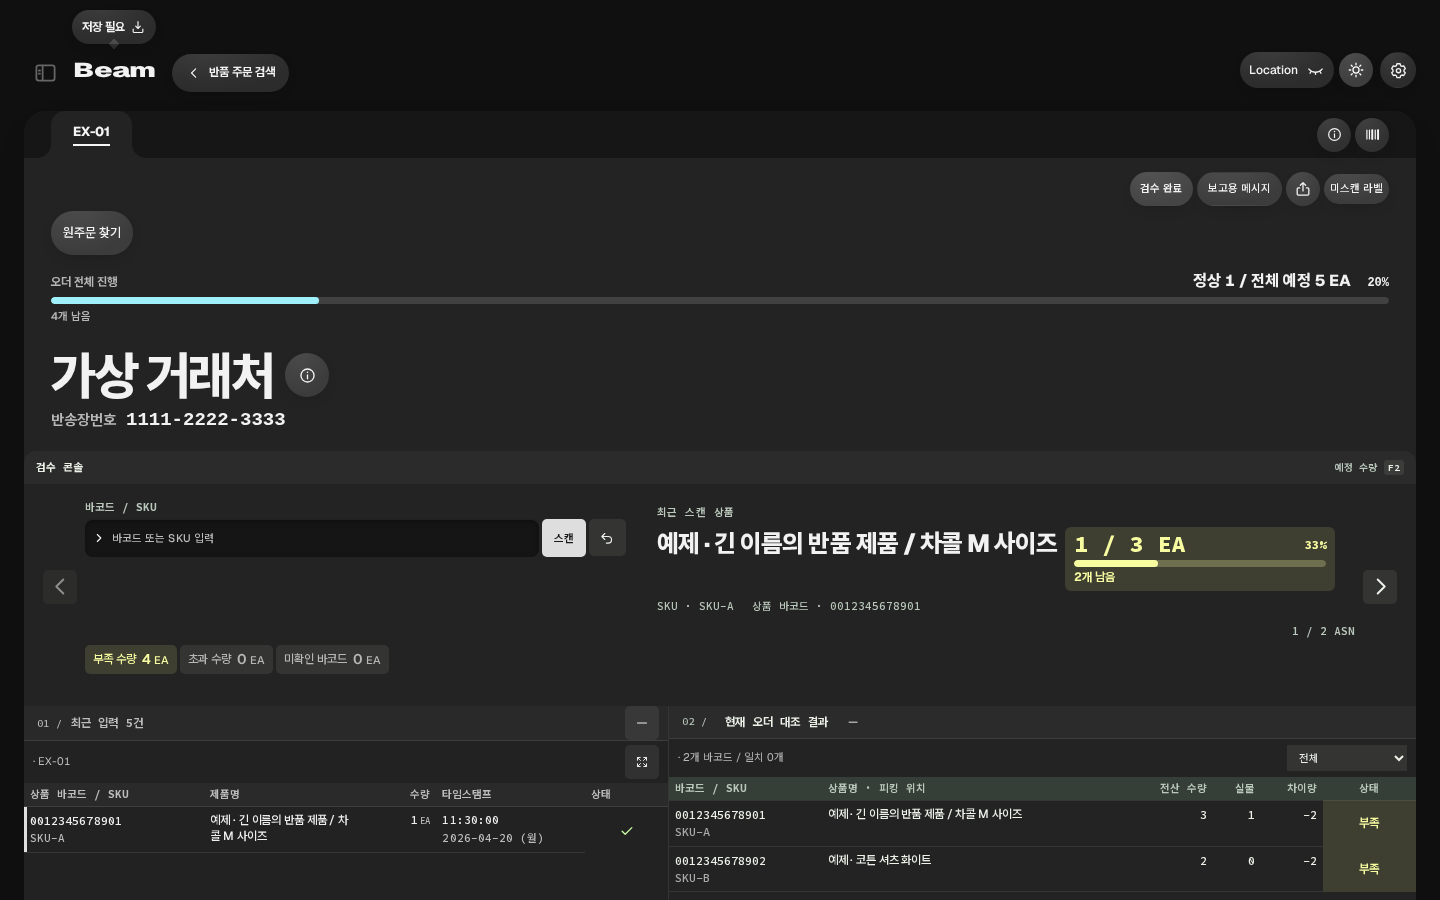 저장 필요
Beam
반품 주문 검색
Location
EX-01
검수 완료
보고용 메시지
미스캔 라벨
원주문 찾기
오더 전체 진행
정상 1 / 전체 예정 5 EA 20%
4개 남음
가상 거래처
반송장번호 1111-2222-3333
검수 콘솔
예정 수량 F2
바코드 / SKU
바코드 또는 SKU 입력
스캔
최근 스캔 상품
예제 · 긴 이름의 반품 제품 / 차콜 M 사이즈
1 / 3 EA 33%
2개 남음
SKU · SKU-A 상품 바코드 · 0012345678901
1 / 2 ASN
부족 수량 4 EA
초과 수량 0 EA
미확인 바코드 0 EA
01 / 최근 입력 5건
· EX-01
상품 바코드 / SKU 제품명 수량 타임스탬프 상태
0012345678901 예제 · 긴 이름의 반품 제품 / 차 1 EA 11:30:00
SKU-A 콜 M 사이즈 2026-04-20 (월)
02 / 현재 오더 대조 결과
· 2개 바코드 / 일치 0개
전체
바코드 / SKU 상품명 · 피킹 위치 전산 수량 실물 차이량 상태
0012345678901 예제 · 긴 이름의 반품 제품 / 차콜 M 사이즈 3 1 -2 부족
SKU-A
0012345678902 예제 · 코튼 셔츠 화이트 2 0 -2 부족
SKU-B